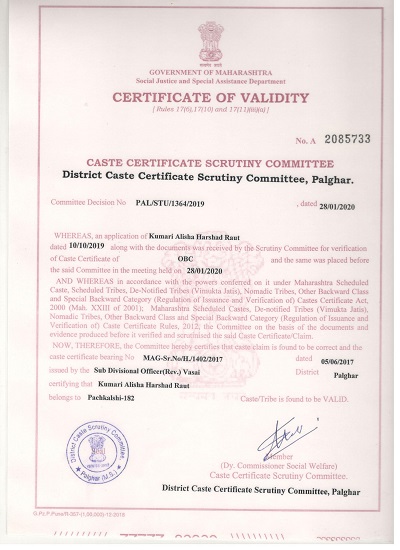 GOVERNMENT OF MAHARASHTRA
Social Justice and Special Assistance Department
CERTIFICATE OF VALIDITY
[ Rules 17(6),17(10) and 17(11)(ii)(a) ]
No. A 2085733
CASTE CERTIFICATE SCRUTINY COMMITTEE
District Caste Certificate Scrutiny Committee, Palghar.
Committee Decision No PAL/STU/1364/2019 , dated 28/01/2020
WHEREAS, an application of Kumari Alisha Harshad Raut
dated 10/10/2019 along with the documents was received by the Scrutiny Committee for verification
of Caste Certificate of OBC and the same was placed before
the said Committee in the meeting held on 28/01/2020
AND WHEREAS in accordance with the powers conferred on it under Maharashtra Scheduled
Caste, Scheduled Tribes, De-Notified Tribes (Vimukta Jatis), Nomadic Tribes, Other Backward Class
and Special Backward Category (Regulation of Issuance and Verification of) Castes Certificate Act,
2000 (Mah. XXIII of 2001); Maharashtra Scheduled Castes, De-notified Tribes (Vimukta Jatis),
Nomadic Tribes, Other Backward Class and Special Backward Category (Regulation of Issuance and
Verification of) Caste Certificate Rules, 2012; the Committee on the basis of the documents and
evidence produced before it verified and scrutinised the said Caste Certificate/Claim.
NOW, THEREFORE, the Committee hereby certifies that caste claim is found to be correct and the
caste certificate bearing No MAG-Sr.No/H/1402/2017 dated 05/06/2017
issued by the Sub Divisional Officer(Rev.) Vasai District Palghar
certifying that Kumari Alisha Harshad Raut
belongs to Pachkalshi-182 Caste/Tribe is found to be VALID.
District Caste Scrutiny Committee,
Palghar (M.S.)
Member
(Dy. Commissioner Social Welfare)
Caste Certificate Scrutiny Committee.
District Caste Certificate Scrutiny Committee, Palghar